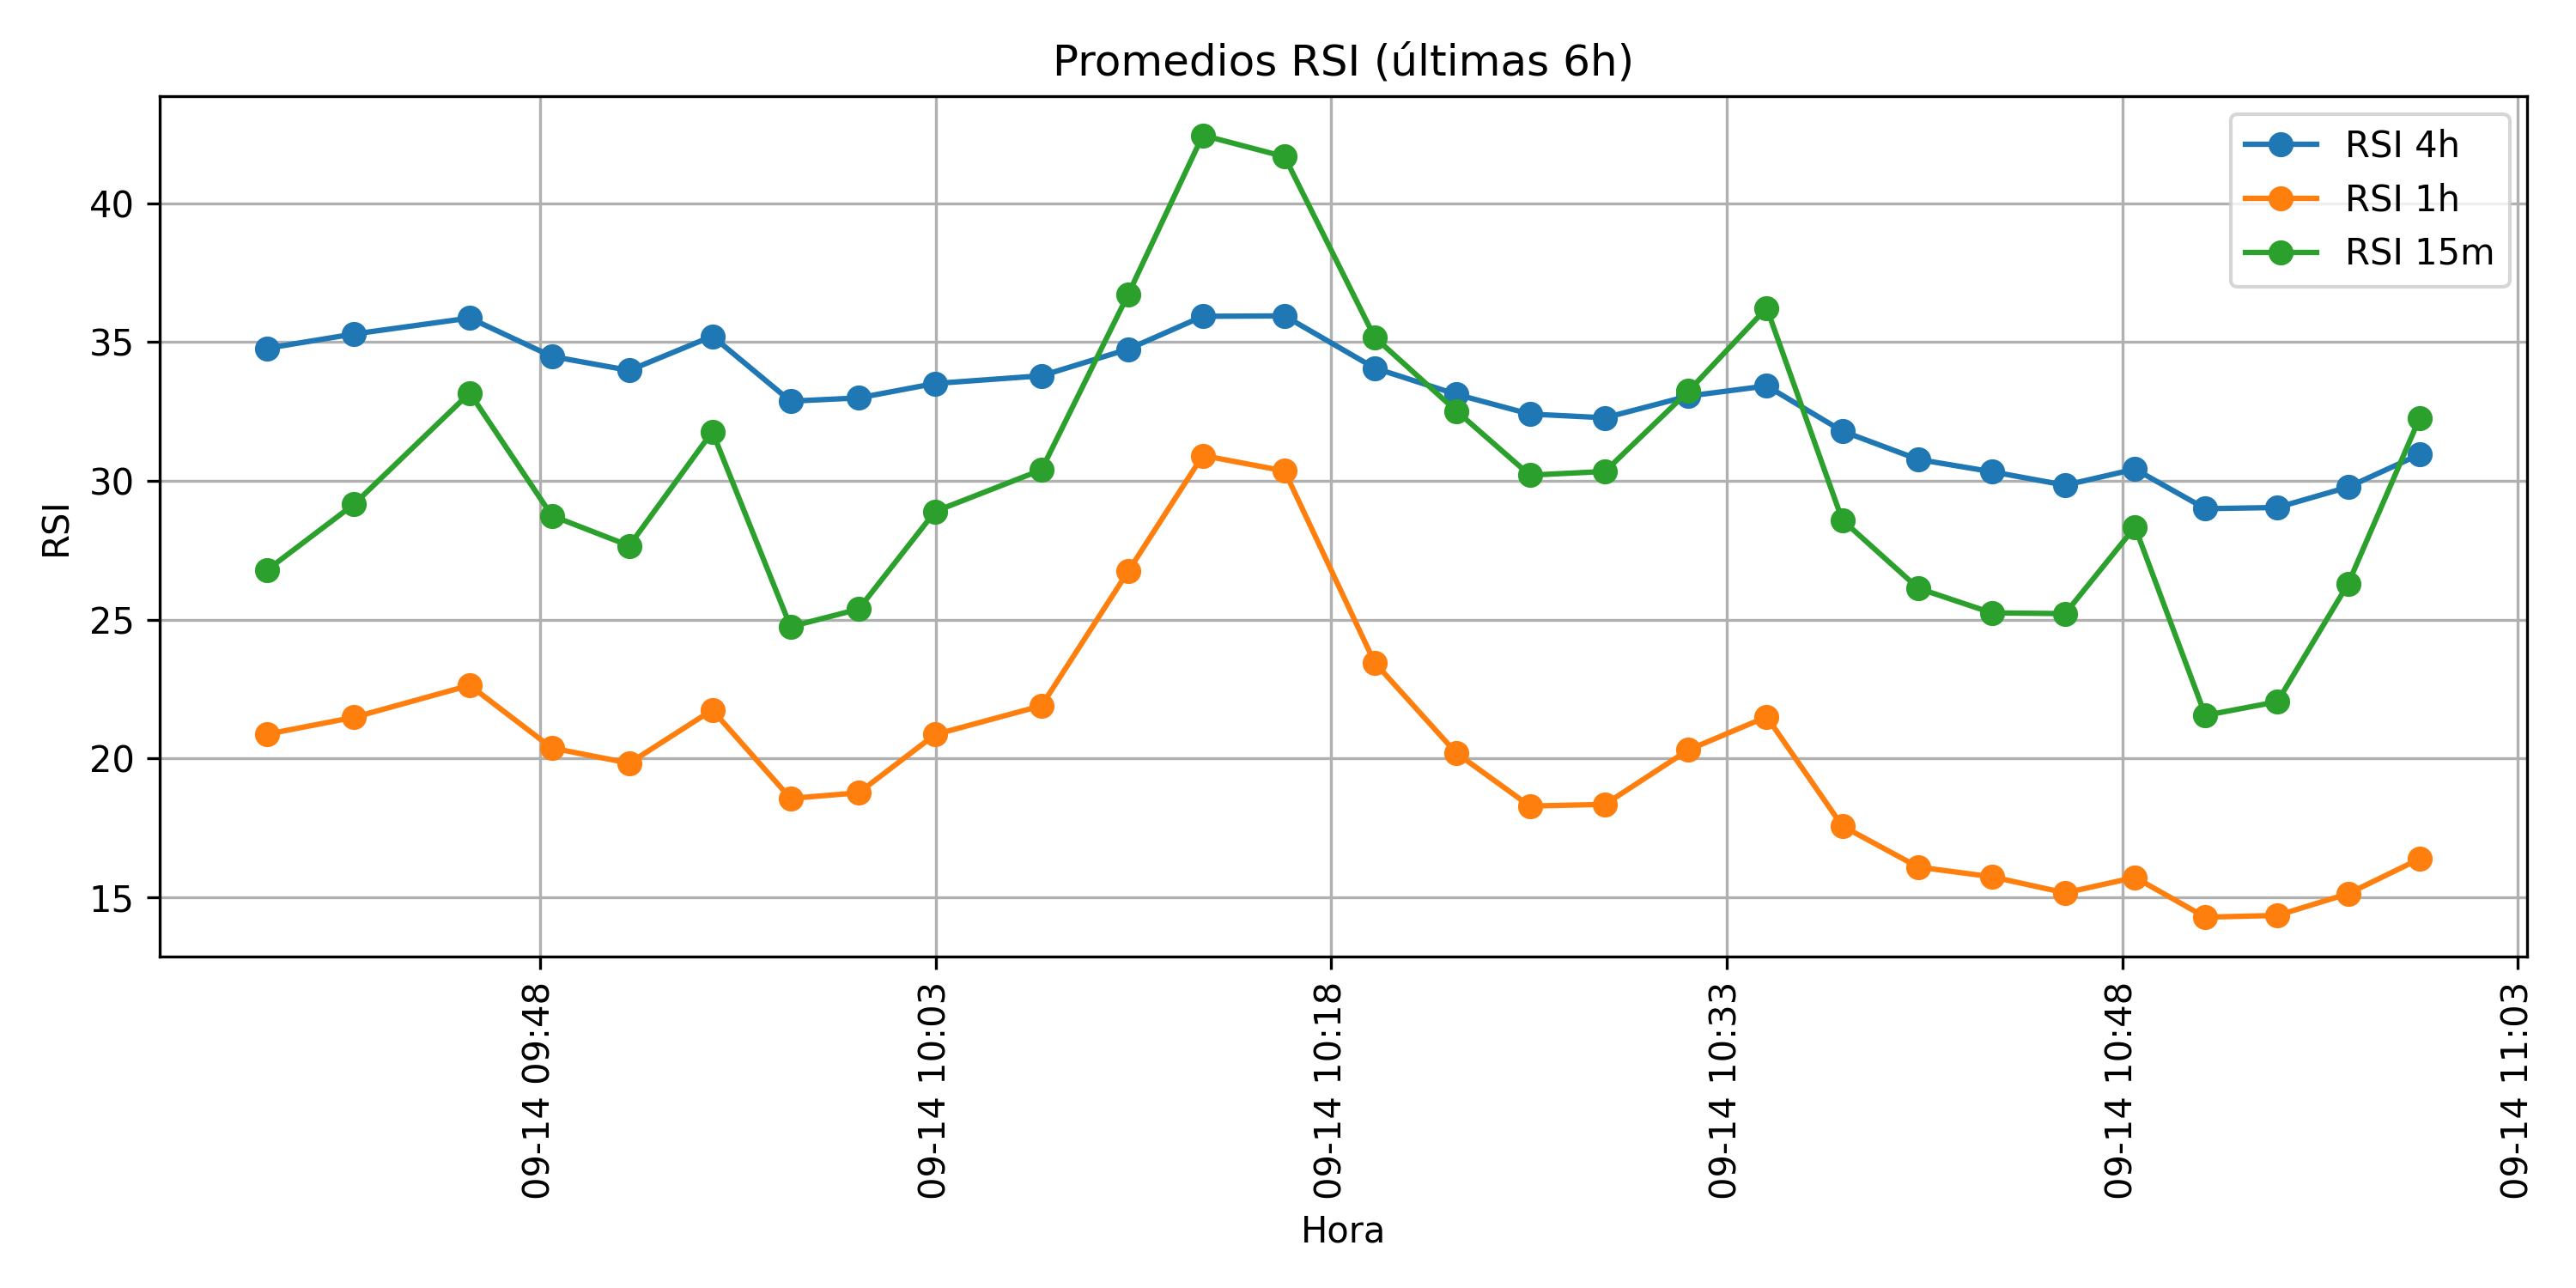 Promedios RSI (últimas 6h)
RSI 4h
RSI 1h
RSI 15m
RSI
40
35
30
25
20
15
09-14 09:48
09-14 10:03
09-14 10:18
09-14 10:33
09-14 10:48
09-14 11:03
Hora